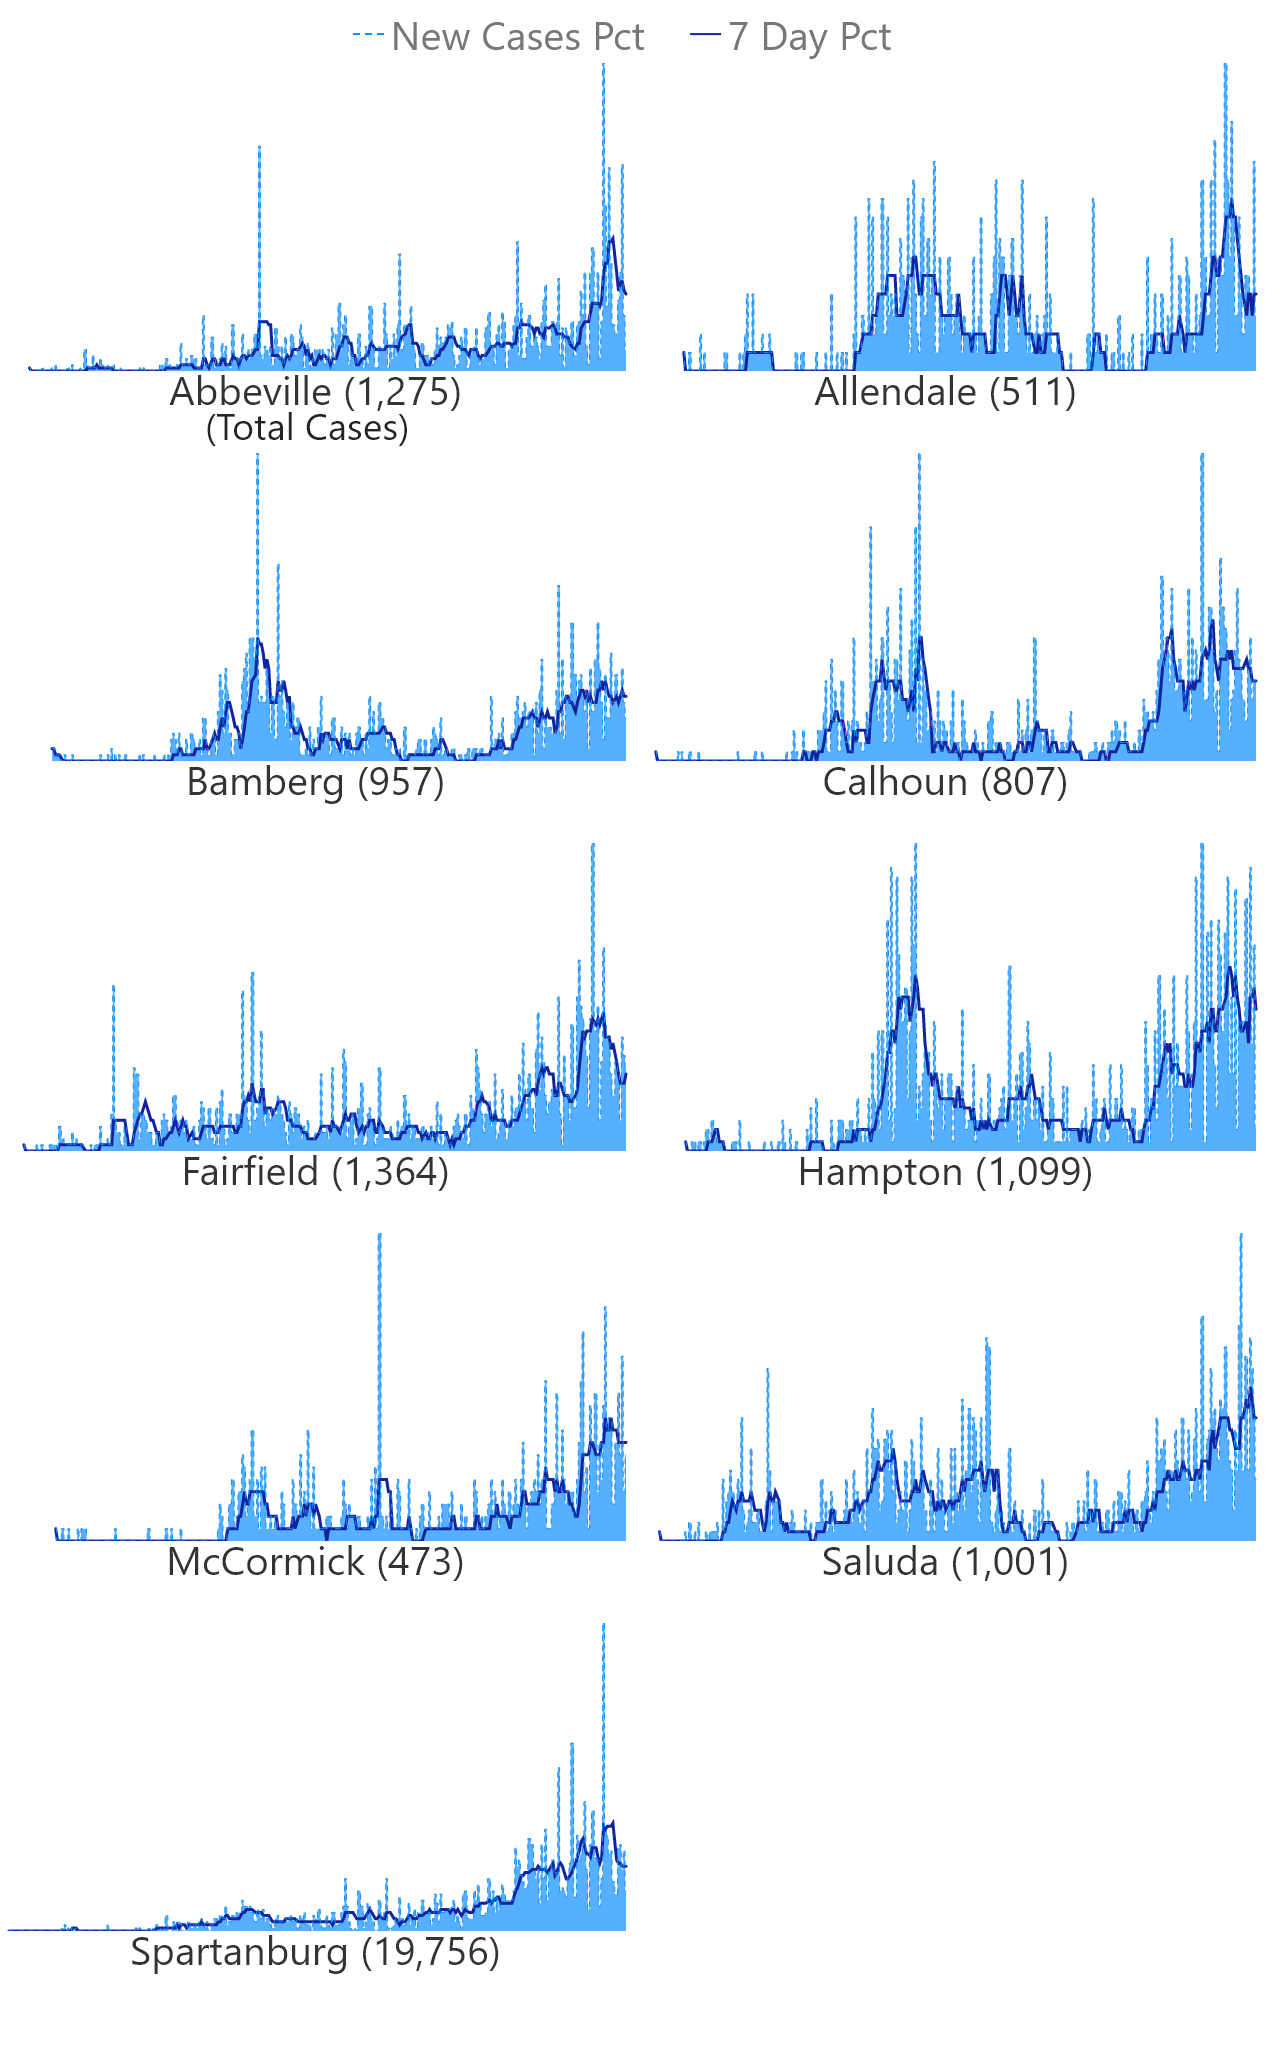 New Cases Pct 7 Day Pct
Abbeville (1,275) Allendale (511)
(Total Cases)
Bamberg (957) Calhoun (807)
Fairfield (1,364) Hampton (1,099)
McCormick (473) Saluda (1,001)
Spartanburg (19,756)